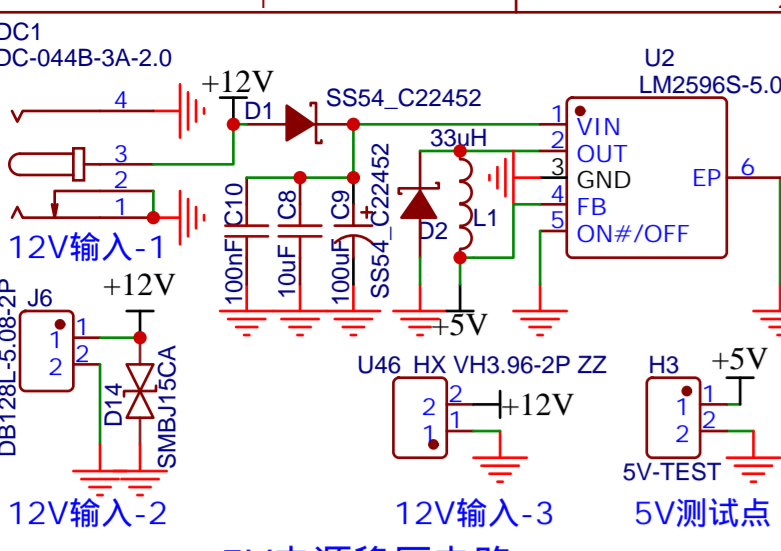 DC1
DC-044B-3A-2.0
4
3
2
1
12V输入-1
+12V
D1
SS54_C22452
C10
100nF
C8
10uF
C9
100uF
+
SS54_C22452
D2
33uH
L1
+5V
U2
LM2596S-5.0
1
VIN
2
OUT
3
GND
4
FB
5
ON#/OFF
EP
6
J6
DB128L-5.08-2P
1
1
2
2
+12V
D14
SMBJ15CA
12V输入-2
U46
HX VH3.96-2P ZZ
2
2
1
1
+12V
12V输入-3
H3
+5V
1
1
2
2
5V-TEST
5V测试点